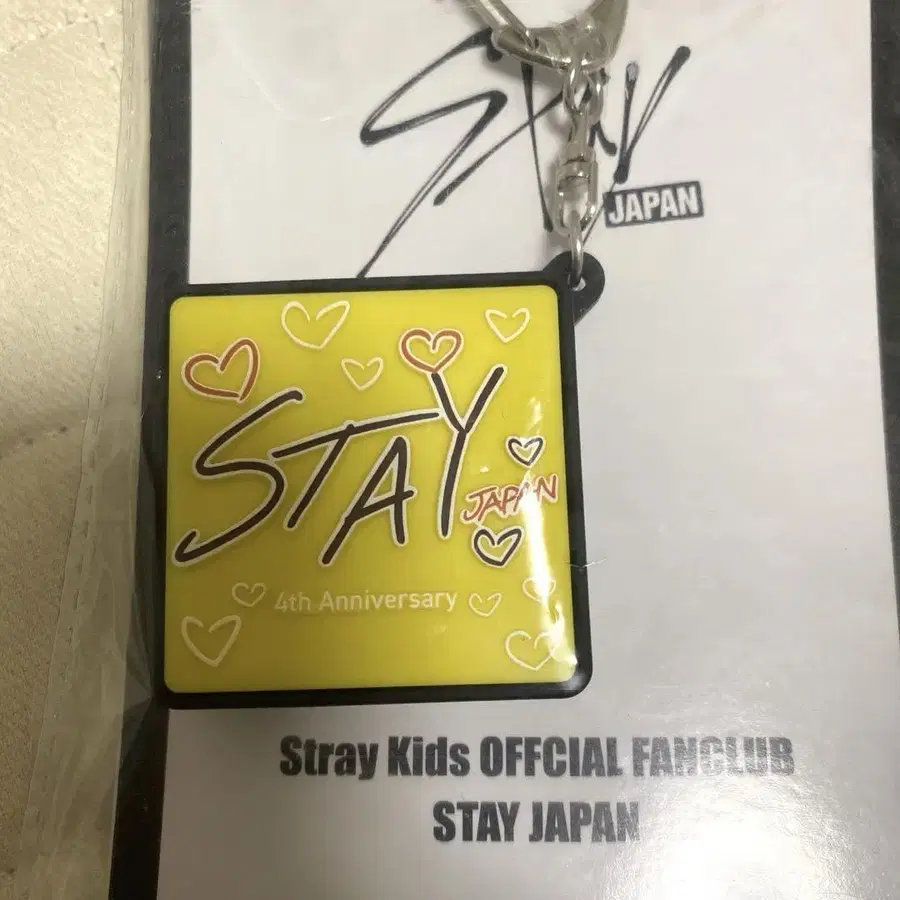 Stay
JAPAN
STAY
JAPAN
4th Anniversary
Stray Kids OFFCIAL FANCLUB
STAY JAPAN